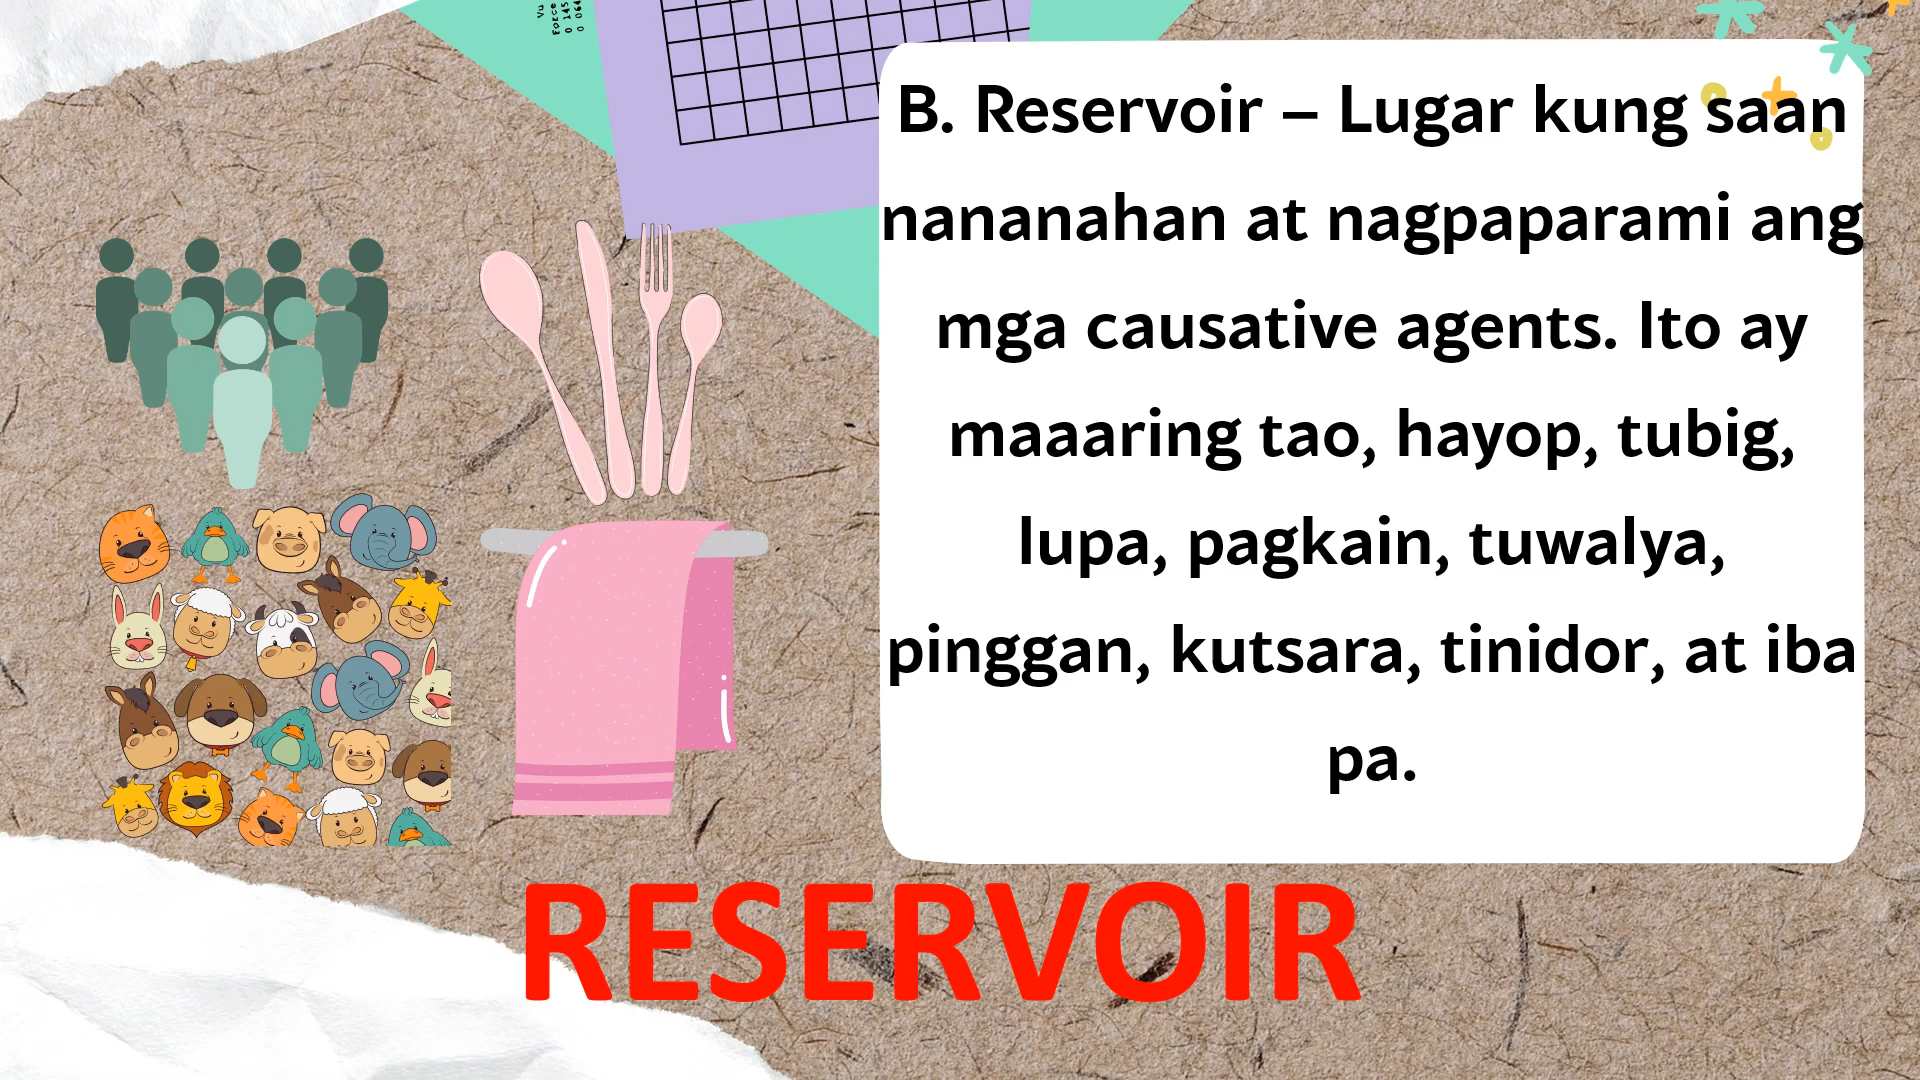 B. Reservoir – Lugar kung saan
nananahan at nagpaparami ang
mga causative agents. Ito ay
maaaring tao, hayop, tubig,
lupa, pagkain, tuwalya,
pinggan, kutsara, tinidor, at iba
pa.
RESERVOIR